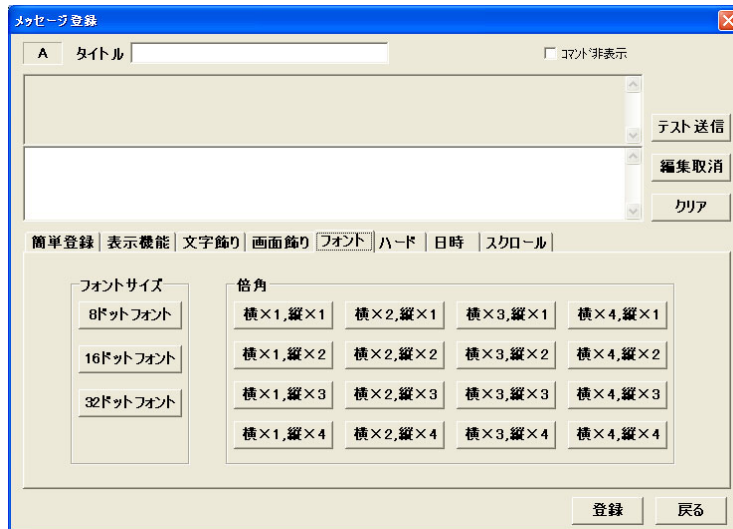 メッセージ登録
A タイトル コマンド非表示
テスト送信
編集取消
クリア
簡単登録 表示機能 文字飾り 画面飾り フォント ハード 日時 スクロール
フォントサイズ 倍角
8ドットフォント 横×1,縦×1 横×2,縦×1 横×3,縦×1 横×4,縦×1
16ドットフォント 横×1,縦×2 横×2,縦×2 横×3,縦×2 横×4,縦×2
32ドットフォント 横×1,縦×3 横×2,縦×3 横×3,縦×3 横×4,縦×3
横×1,縦×4 横×2,縦×4 横×3,縦×4 横×4,縦×4
登録 戻る